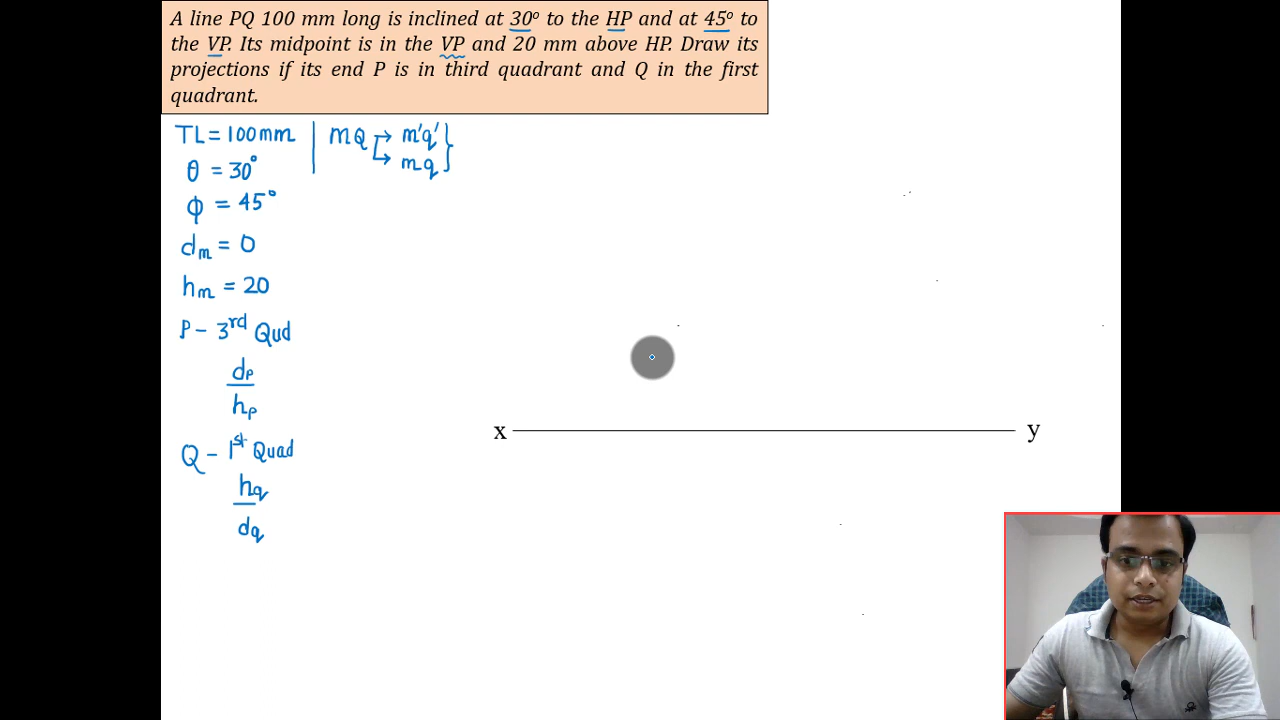 A line PQ 100 mm long is inclined at 30º to the HP and at 45º to
the VP. Its midpoint is in the VP and 20 mm above HP. Draw its
projections if its end P is in third quadrant and Q in the first
quadrant.
TL = 100 mm
θ = 30°
ϕ = 45°
dm = 0
hm = 20
P - 3rd Qud
dp
hp
Q - 1st Quad
hq
dq
MQ → m'q' }
→ mq
x
y